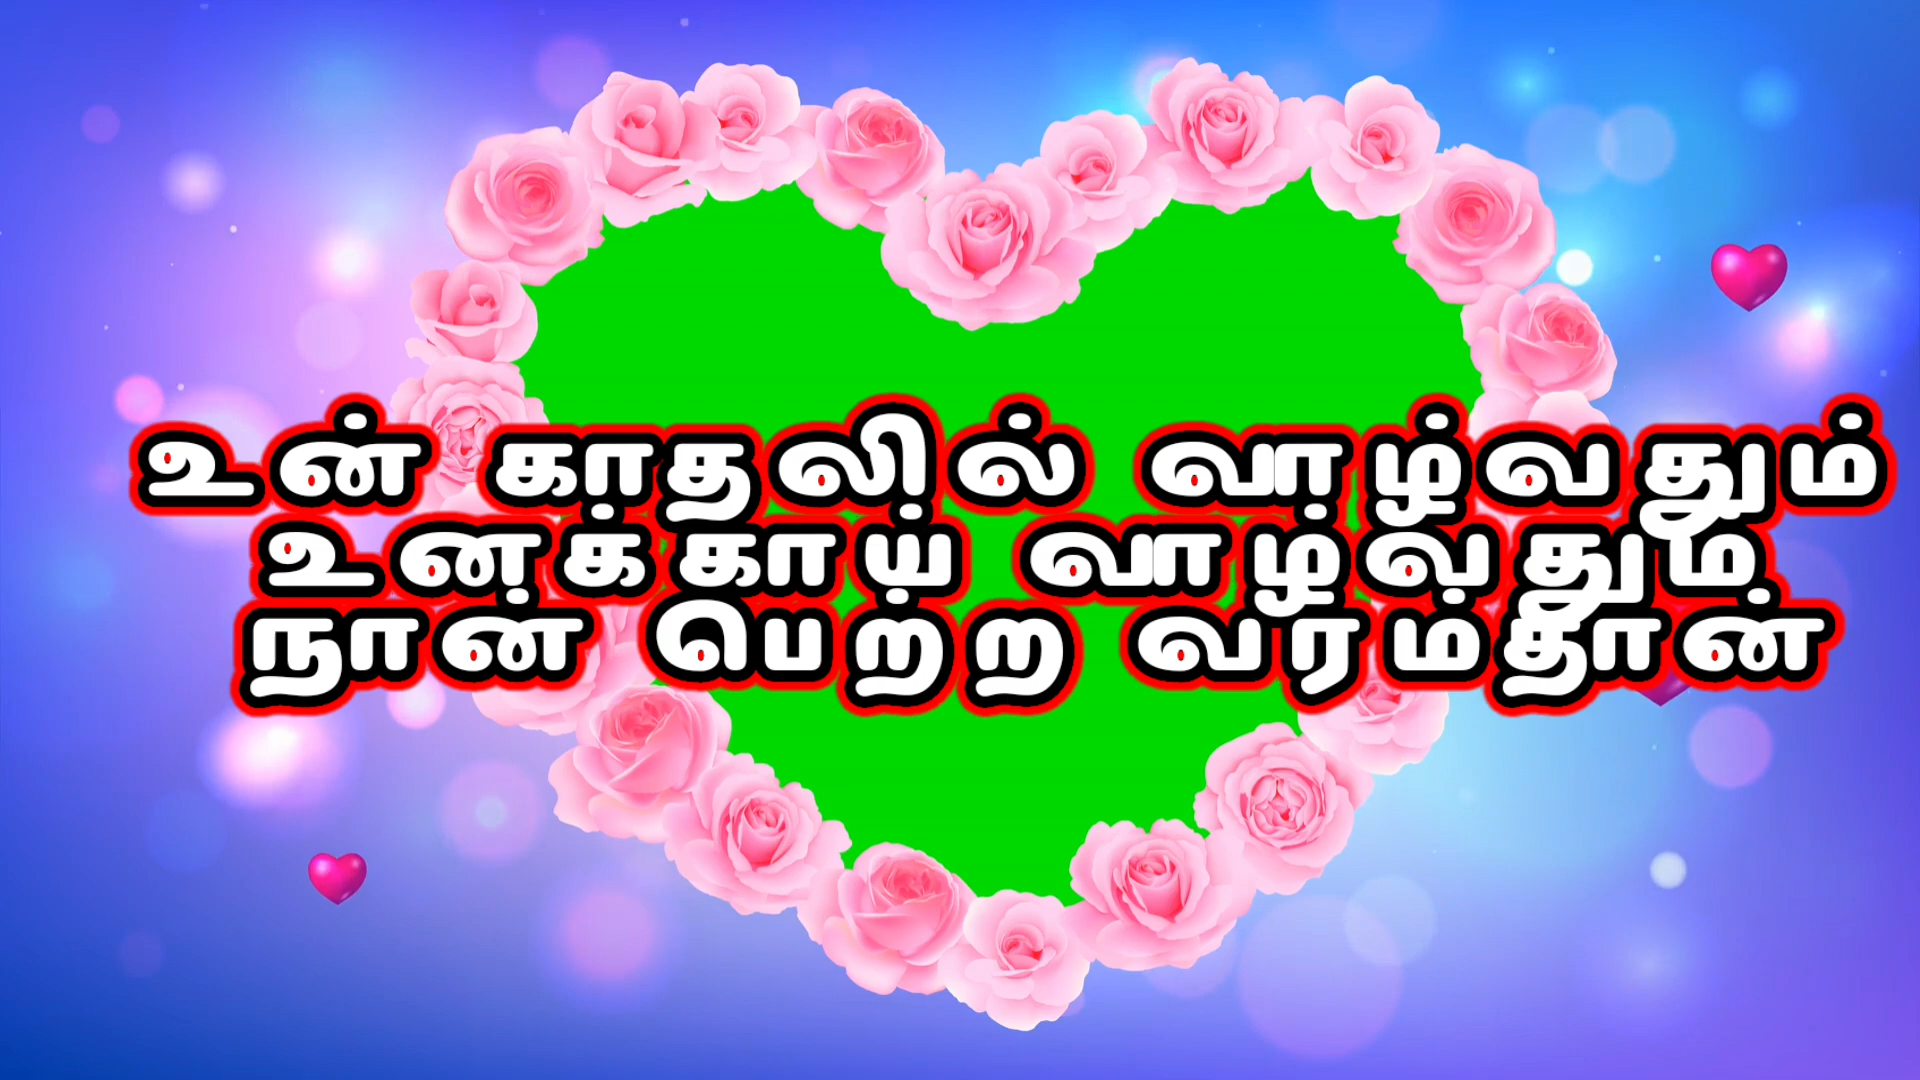 உன் காதலில் வாழ்வதும்
உனக்காய் வாழ்வதும்
நான் பெற்ற வரம்தான்